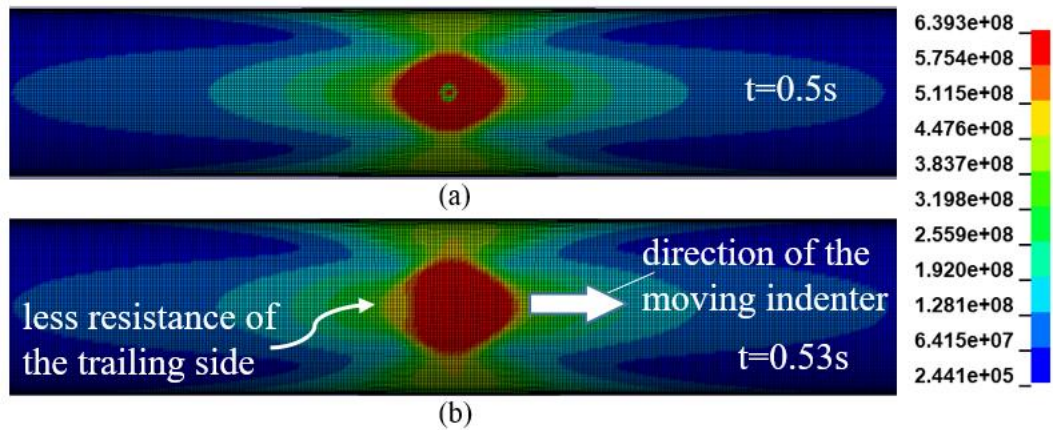 t=0.5s
(a)
less resistance of
the trailing side
direction of the
moving indenter
t=0.53s
(b)
6.393e+08
5.754e+08
5.115e+08
4.476e+08
3.837e+08
3.198e+08
2.559e+08
1.920e+08
1.281e+08
6.415e+07
2.441e+05